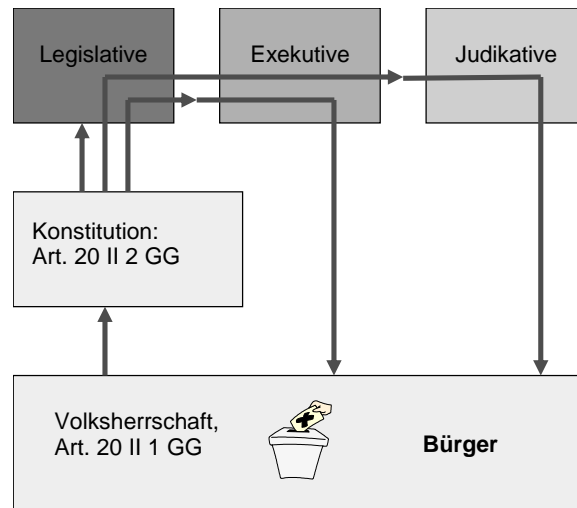 Legislative
Exekutive
Judikative
Konstitution:
Art. 20 II 2 GG
Volksherrschaft,
Art. 20 II 1 GG
Bürger